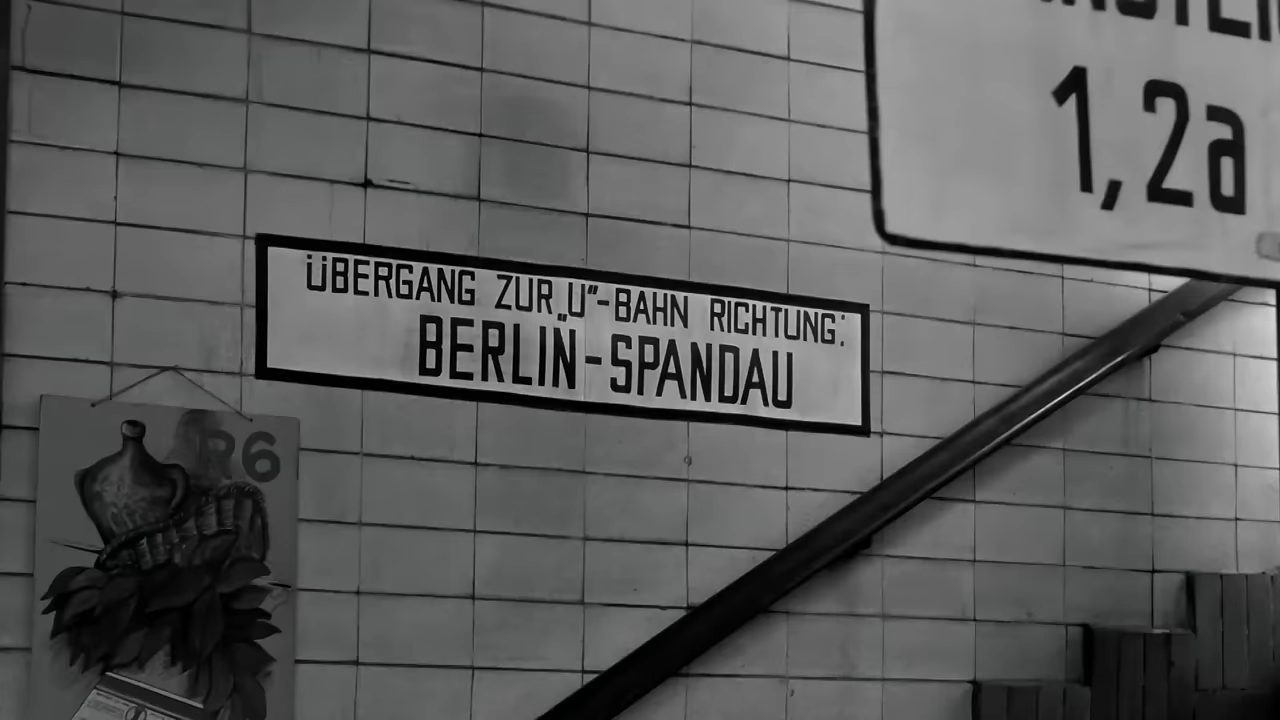 ÜBERGANG ZUR „U"-BAHN RICHTUNG:
BERLIN-SPANDAU
1,2a
R6